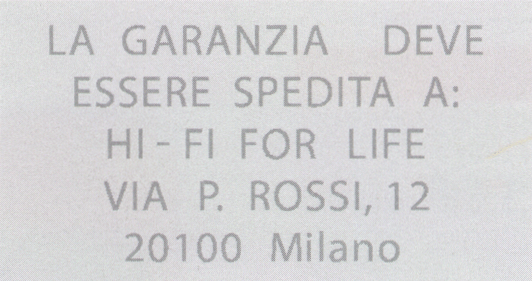 LA GARANZIA DEVE
ESSERE SPEDITA A:
HI-FI FOR LIFE
VIA P. ROSSI, 12
20100 Milano